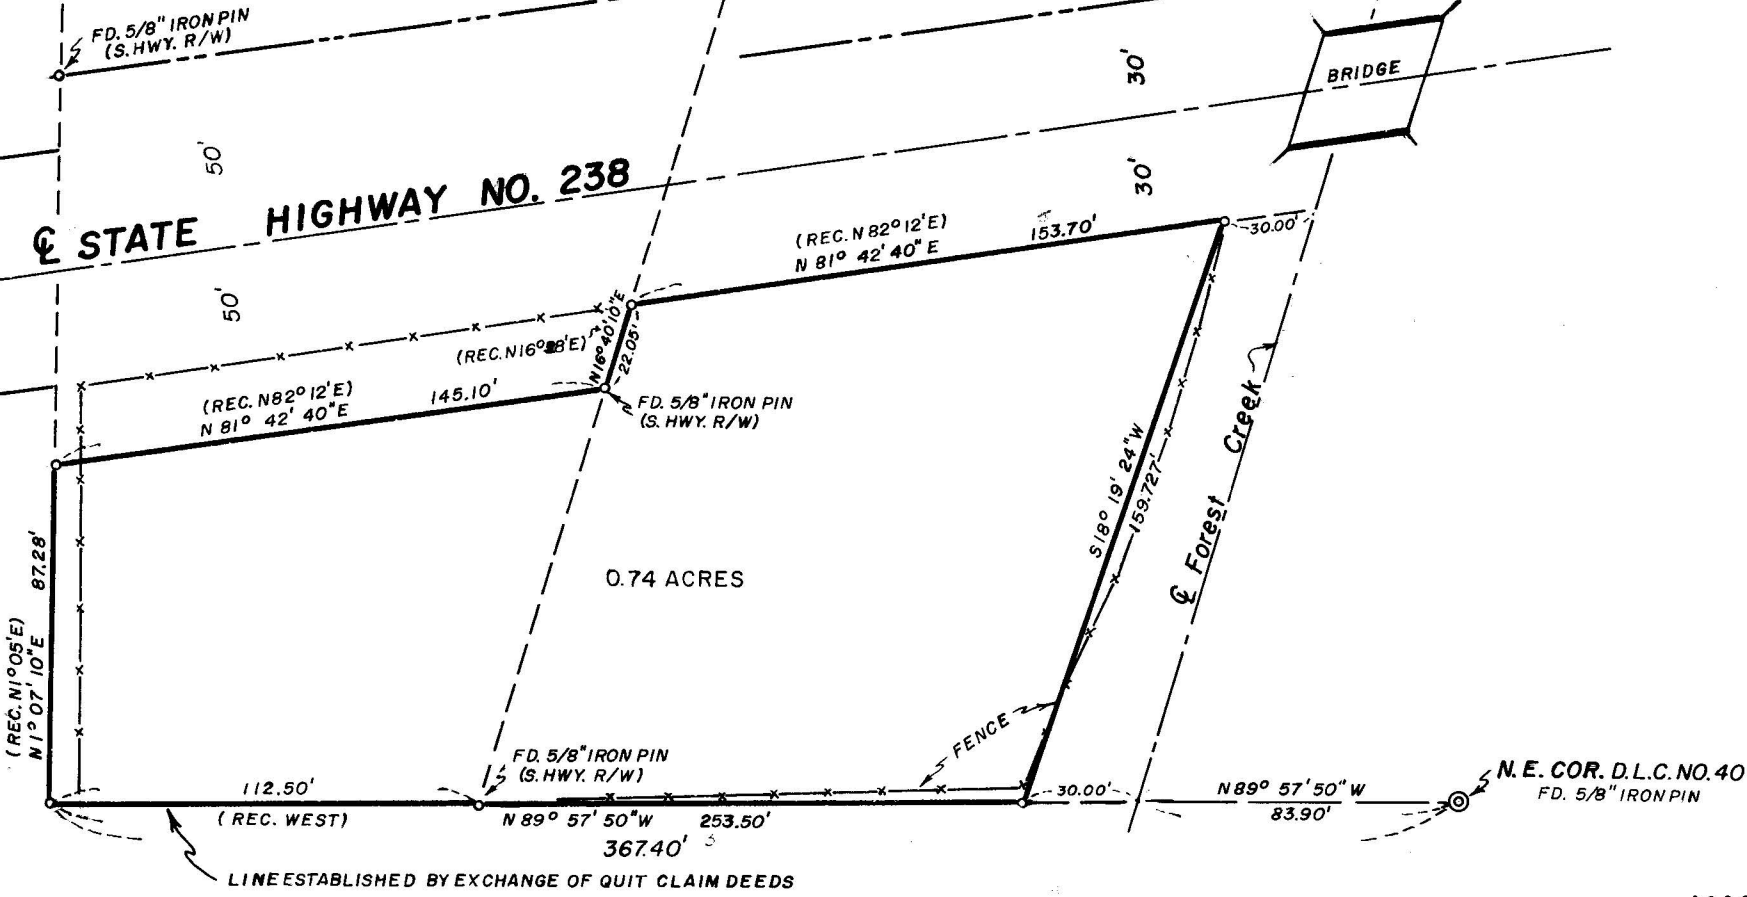 FD. 5/8" IRON PIN
(S. HWY. R/W)
30'
BRIDGE
50'
30'
℄ STATE HIGHWAY NO. 238
50'
(REC. N 82° 12' E)
N 81° 42' 40" E
153.70'
30.00'
N16° 40' 10"E
22.05'
(REC. N82° 12' E)
N 81° 42' 40" E
145.10'
FD. 5/8" IRON PIN
(S. HWY. R/W)
℄ Forest Creek
S18° 19' 24" W
159.727'
87.28'
(REC. N1° 05' E)
N 1° 07' 10" E
0.74 ACRES
FENCE
FD. 5/8" IRON PIN
(S. HWY. R/W)
N. E. COR. D.L.C. NO. 40
FD. 5/8" IRON PIN
112.50'
(REC. WEST)
N 89° 57' 50" W 253.50'
30.00'
N89° 57' 50" W
83.90'
367.40'
LINE ESTABLISHED BY EXCHANGE OF QUIT CLAIM DEEDS